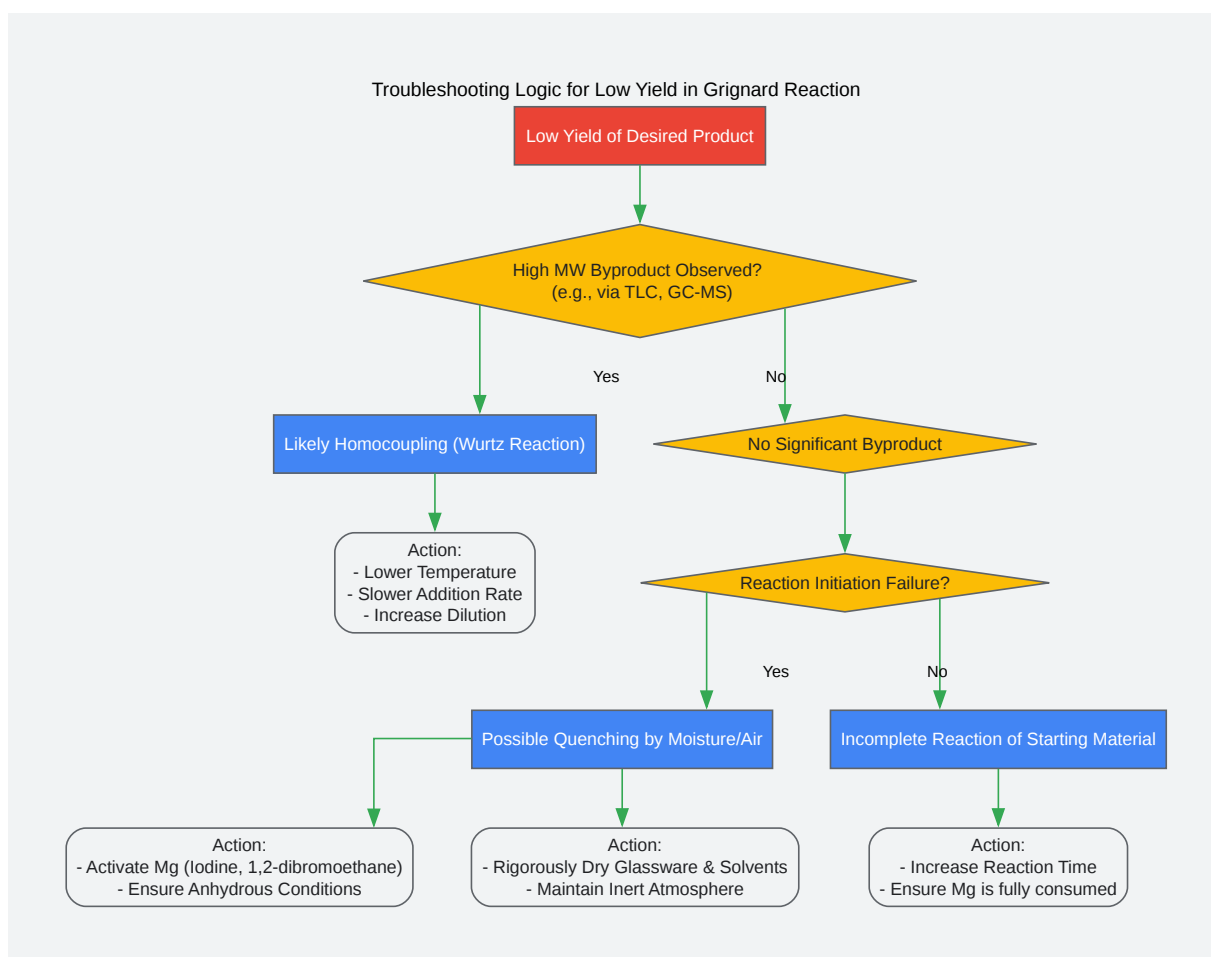 Troubleshooting Logic for Low Yield in Grignard Reaction
Low Yield of Desired Product
High MW Byproduct Observed?
(e.g., via TLC, GC-MS)
Yes
No
Likely Homocoupling (Wurtz Reaction)
No Significant Byproduct
Action:
- Lower Temperature
- Slower Addition Rate
- Increase Dilution
Reaction Initiation Failure?
Yes
No
Possible Quenching by Moisture/Air
Incomplete Reaction of Starting Material
Action:
- Activate Mg (Iodine, 1,2-dibromoethane)
- Ensure Anhydrous Conditions
Action:
- Rigorously Dry Glassware & Solvents
- Maintain Inert Atmosphere
Action:
- Increase Reaction Time
- Ensure Mg is fully consumed